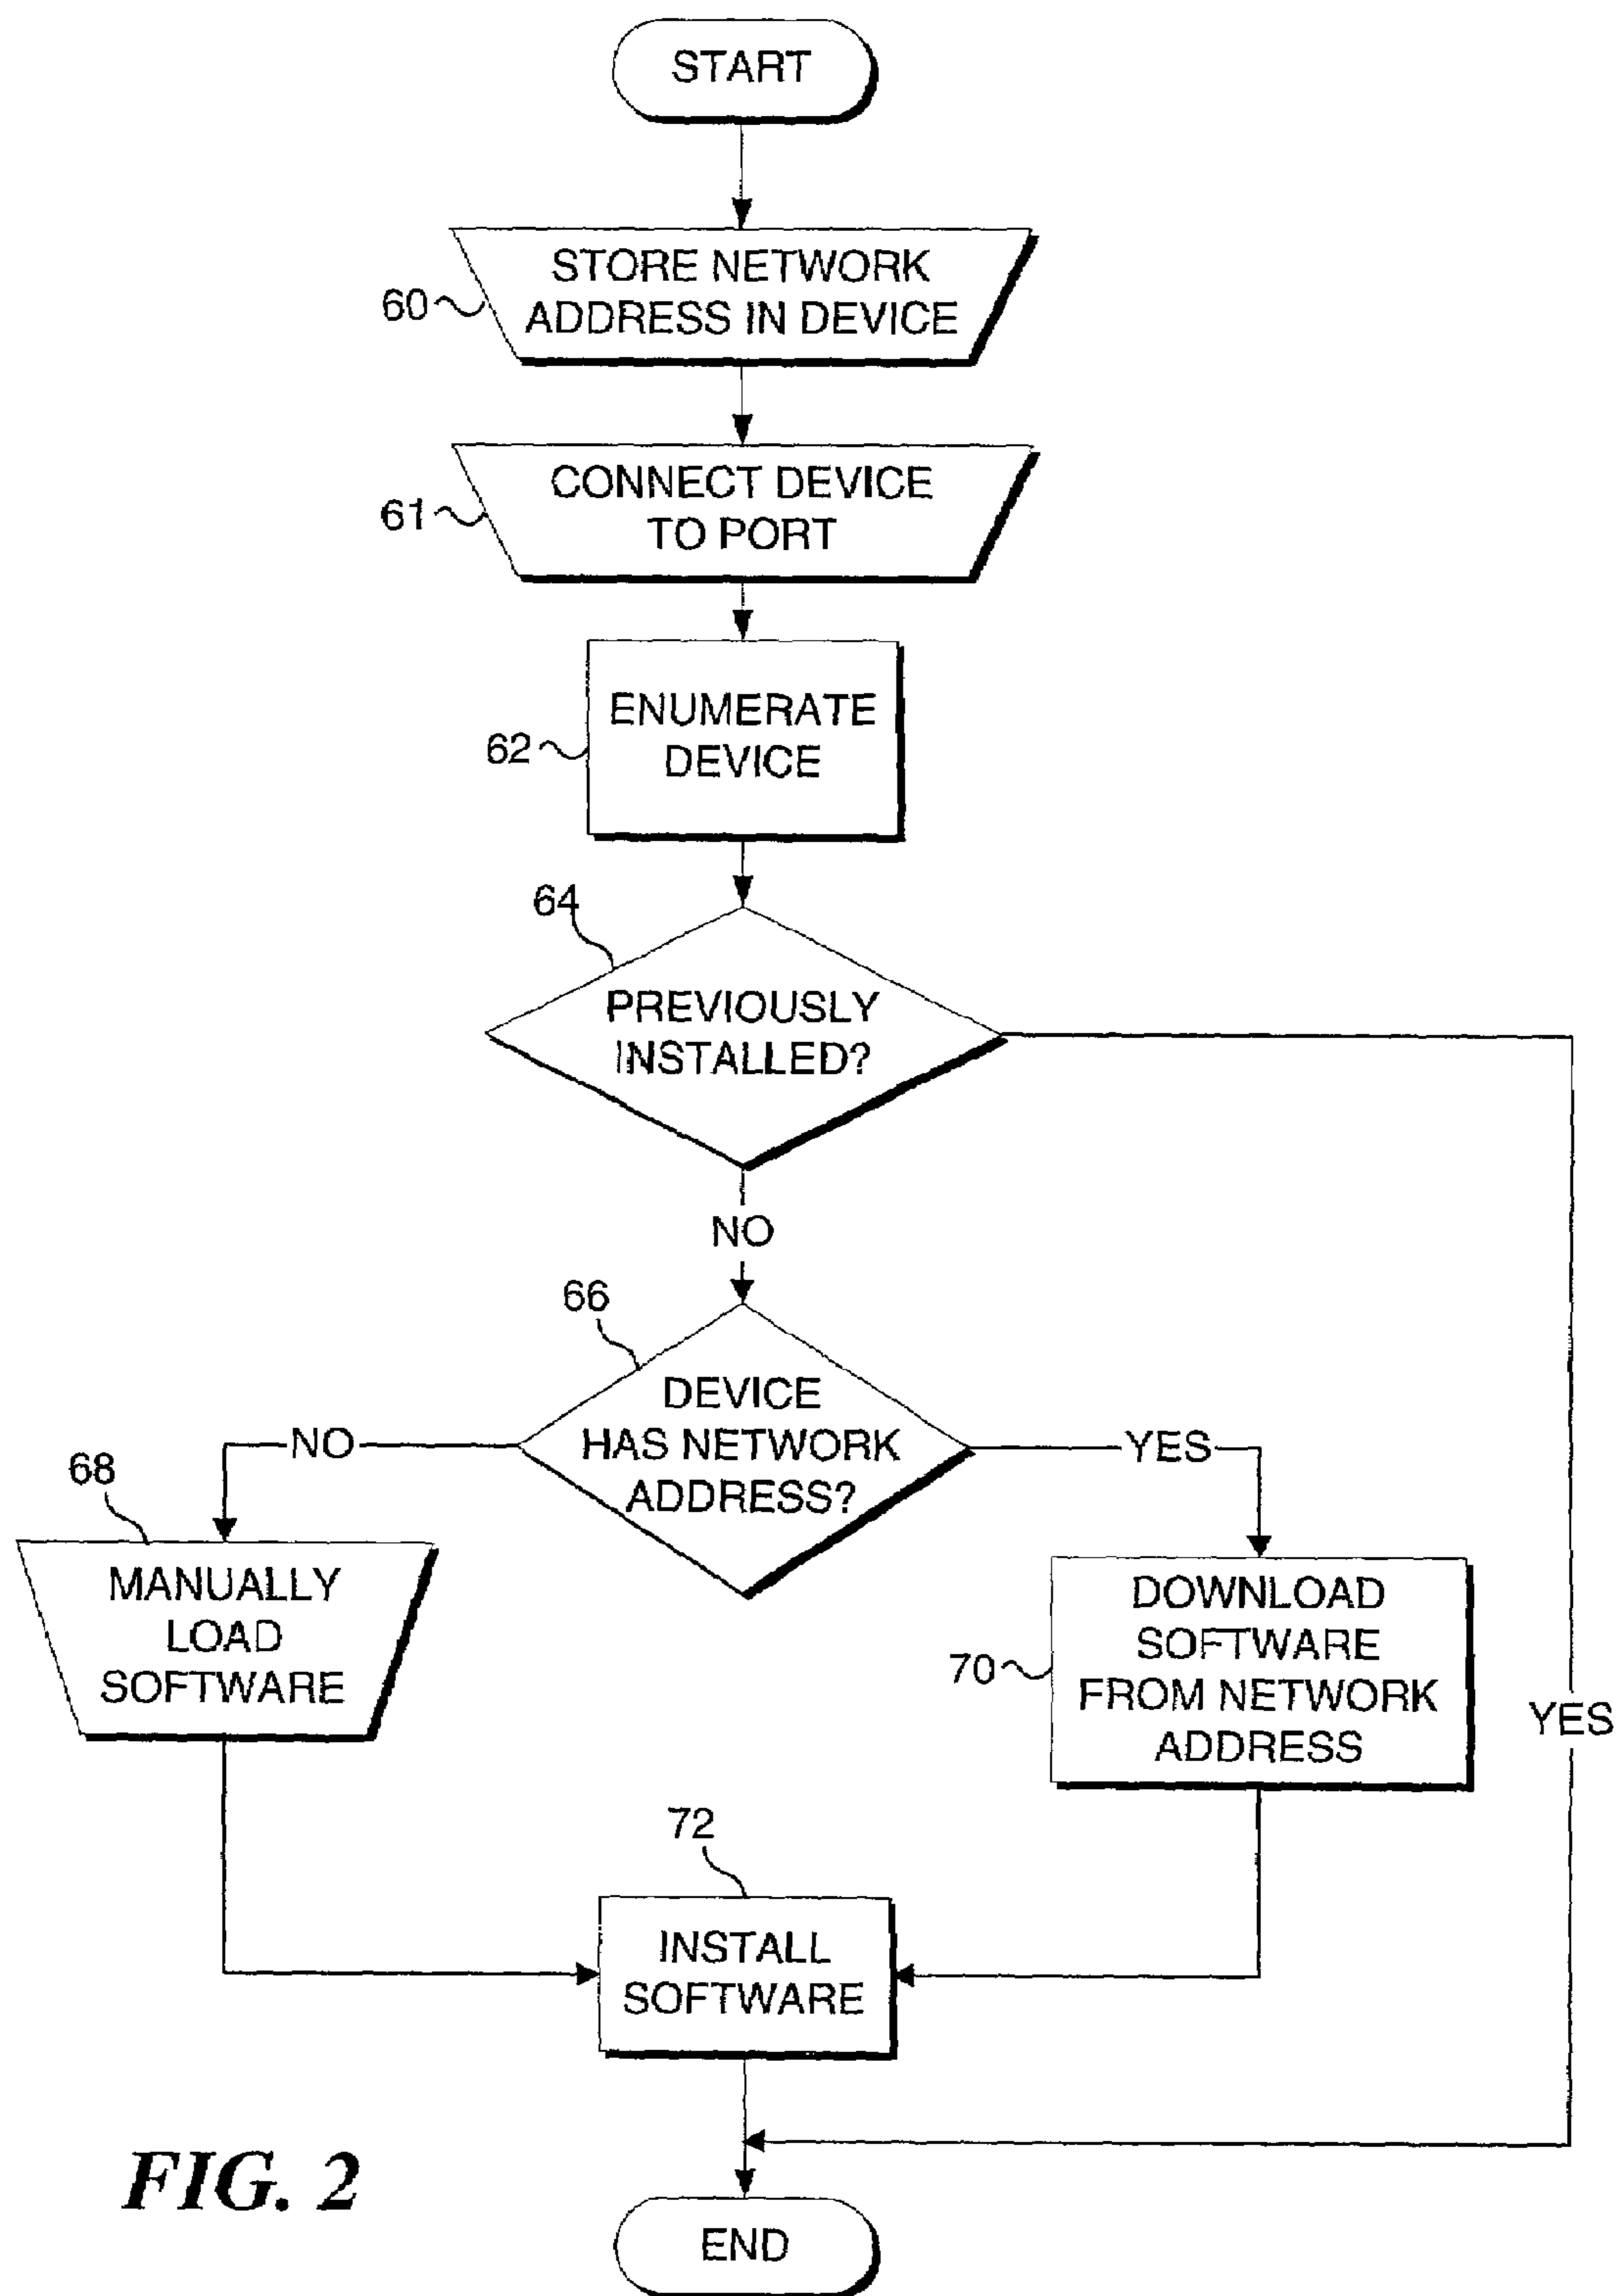 START
STORE NETWORK
ADDRESS IN DEVICE
60
CONNECT DEVICE
TO PORT
61
ENUMERATE
DEVICE
62
64
PREVIOUSLY
INSTALLED?
NO
66
DEVICE
HAS NETWORK
ADDRESS?
NO
YES
68
MANUALLY
LOAD
SOFTWARE
70
DOWNLOAD
SOFTWARE
FROM NETWORK
ADDRESS
YES
72
INSTALL
SOFTWARE
FIG. 2
END